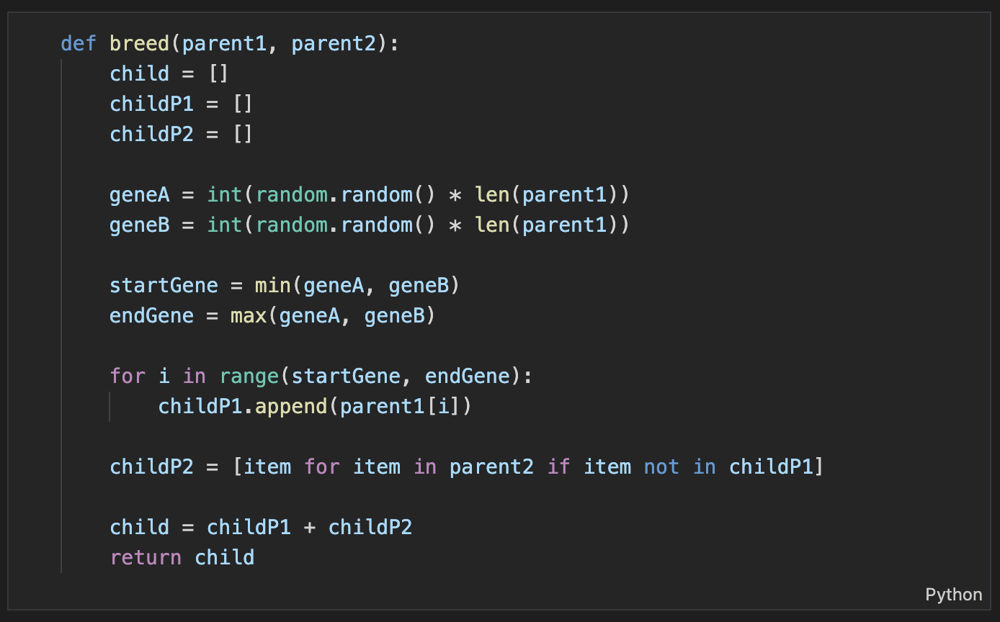 def breed(parent1, parent2):
    child = []
    childP1 = []
    childP2 = []

    geneA = int(random.random() * len(parent1))
    geneB = int(random.random() * len(parent1))

    startGene = min(geneA, geneB)
    endGene = max(geneA, geneB)

    for i in range(startGene, endGene):
        childP1.append(parent1[i])

    childP2 = [item for item in parent2 if item not in childP1]

    child = childP1 + childP2
    return child
Python